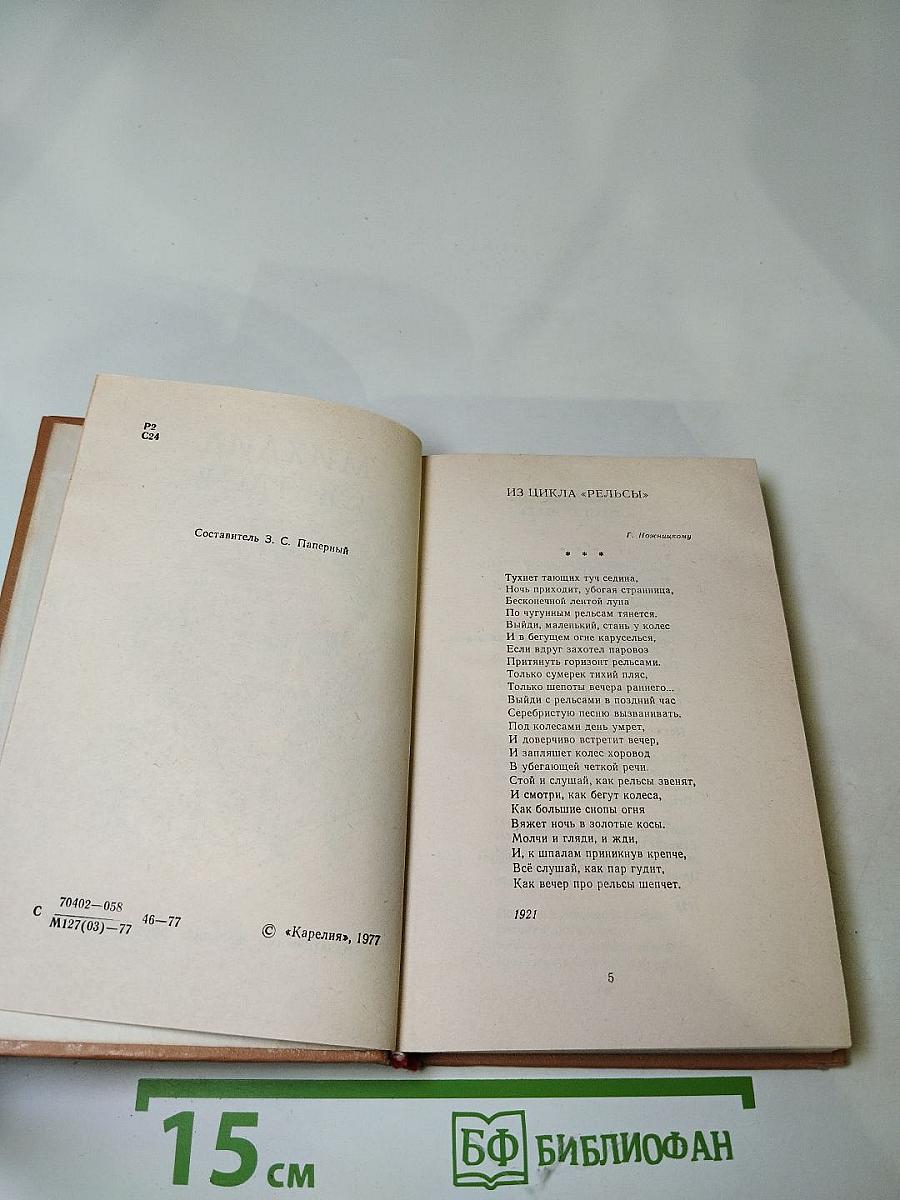 Р2
С24
Составитель З. С. Паперный
С 70402—058 46—77
М127(03)—77
© «Карелия», 1977
ИЗ ЦИКЛА «РЕЛЬСЫ»
Г. Ножницкому
* * *
Тухнет тающих туч седина,
Ночь приходит, убогая странница,
Бесконечной лентой луна
По чугунным рельсам тянется.
Выйди, маленький, стань у колес
И в бегущем огне каруселься,
Если вдруг захотел паровоз
Притянуть горизонт рельсами.
Только сумерек тихий пляс,
Только шепоты вечера раннего...
Выйди с рельсами в поздний час
Серебристую песню вызванивать.
Под колесами день умрет,
И доверчиво встретит вечер,
И запляшет колес хоровод
В убегающей четкой речи.
Стой и слушай, как рельсы звенят,
И смотри, как бегут колеса,
Как большие снопы огня
Вяжет ночь в золотые косы.
Молчи и гляди, и жди,
И, к шпалам приникнув крепче,
Всё слушай, как пар гудит,
Как вечер про рельсы шепчет.
1921
5
15 см
БФ БИБЛИОФАН